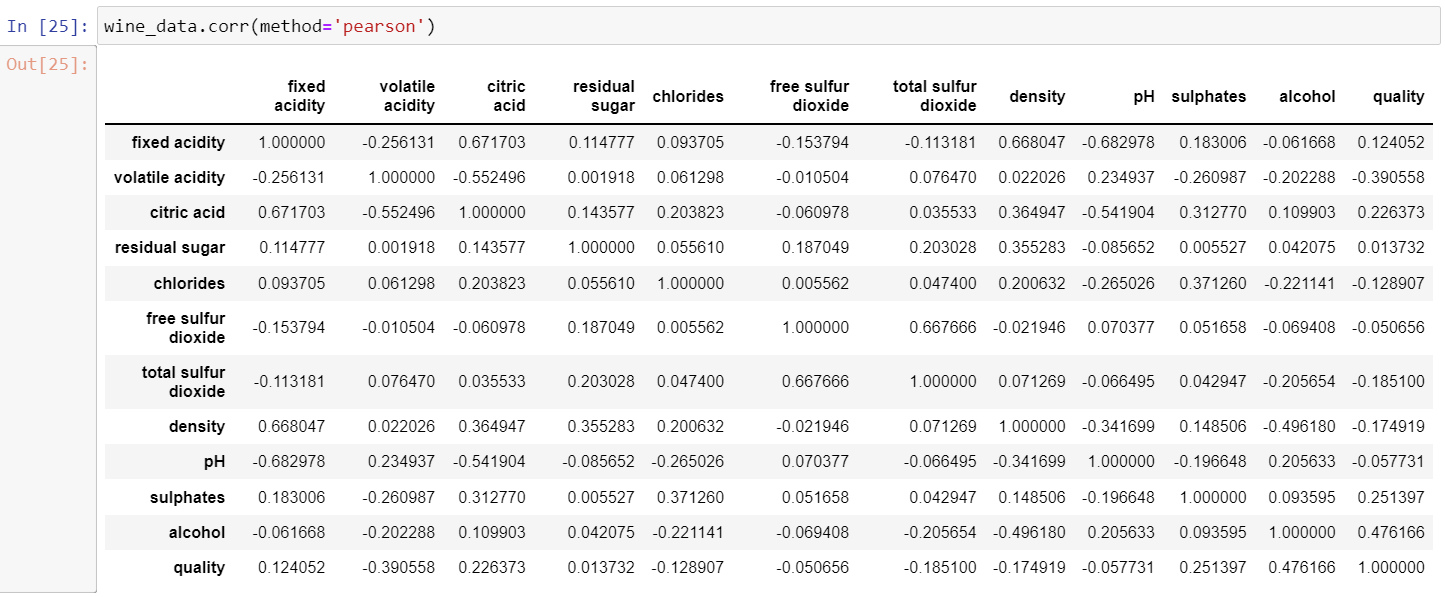 In [25]: wine_data.corr(method='pearson')
Out[25]:
fixed acidity volatile acidity citric acid residual sugar chlorides free sulfur dioxide total sulfur dioxide density pH sulphates alcohol quality
fixed acidity 1.000000 -0.256131 0.671703 0.114777 0.093705 -0.153794 -0.113181 0.668047 -0.682978 0.183006 -0.061668 0.124052
volatile acidity -0.256131 1.000000 -0.552496 0.001918 0.061298 -0.010504 0.076470 0.022026 0.234937 -0.260987 -0.202288 -0.390558
citric acid 0.671703 -0.552496 1.000000 0.143577 0.203823 -0.060978 0.035533 0.364947 -0.541904 0.312770 0.109903 0.226373
residual sugar 0.114777 0.001918 0.143577 1.000000 0.055610 0.187049 0.203028 0.355283 -0.085652 0.005527 0.042075 0.013732
chlorides 0.093705 0.061298 0.203823 0.055610 1.000000 0.005562 0.047400 0.200632 -0.265026 0.371260 -0.221141 -0.128907
free sulfur dioxide -0.153794 -0.010504 -0.060978 0.187049 0.005562 1.000000 0.667666 -0.021946 0.070377 0.051658 -0.069408 -0.050656
total sulfur dioxide -0.113181 0.076470 0.035533 0.203028 0.047400 0.667666 1.000000 0.071269 -0.066495 0.042947 -0.205654 -0.185100
density 0.668047 0.022026 0.364947 0.355283 0.200632 -0.021946 0.071269 1.000000 -0.341699 0.148506 -0.496180 -0.174919
pH -0.682978 0.234937 -0.541904 -0.085652 -0.265026 0.070377 -0.066495 -0.341699 1.000000 -0.196648 0.205633 -0.057731
sulphates 0.183006 -0.260987 0.312770 0.005527 0.371260 0.051658 0.042947 0.148506 -0.196648 1.000000 0.093595 0.251397
alcohol -0.061668 -0.202288 0.109903 0.042075 -0.221141 -0.069408 -0.205654 -0.496180 0.205633 0.093595 1.000000 0.476166
quality 0.124052 -0.390558 0.226373 0.013732 -0.128907 -0.050656 -0.185100 -0.174919 -0.057731 0.251397 0.476166 1.000000